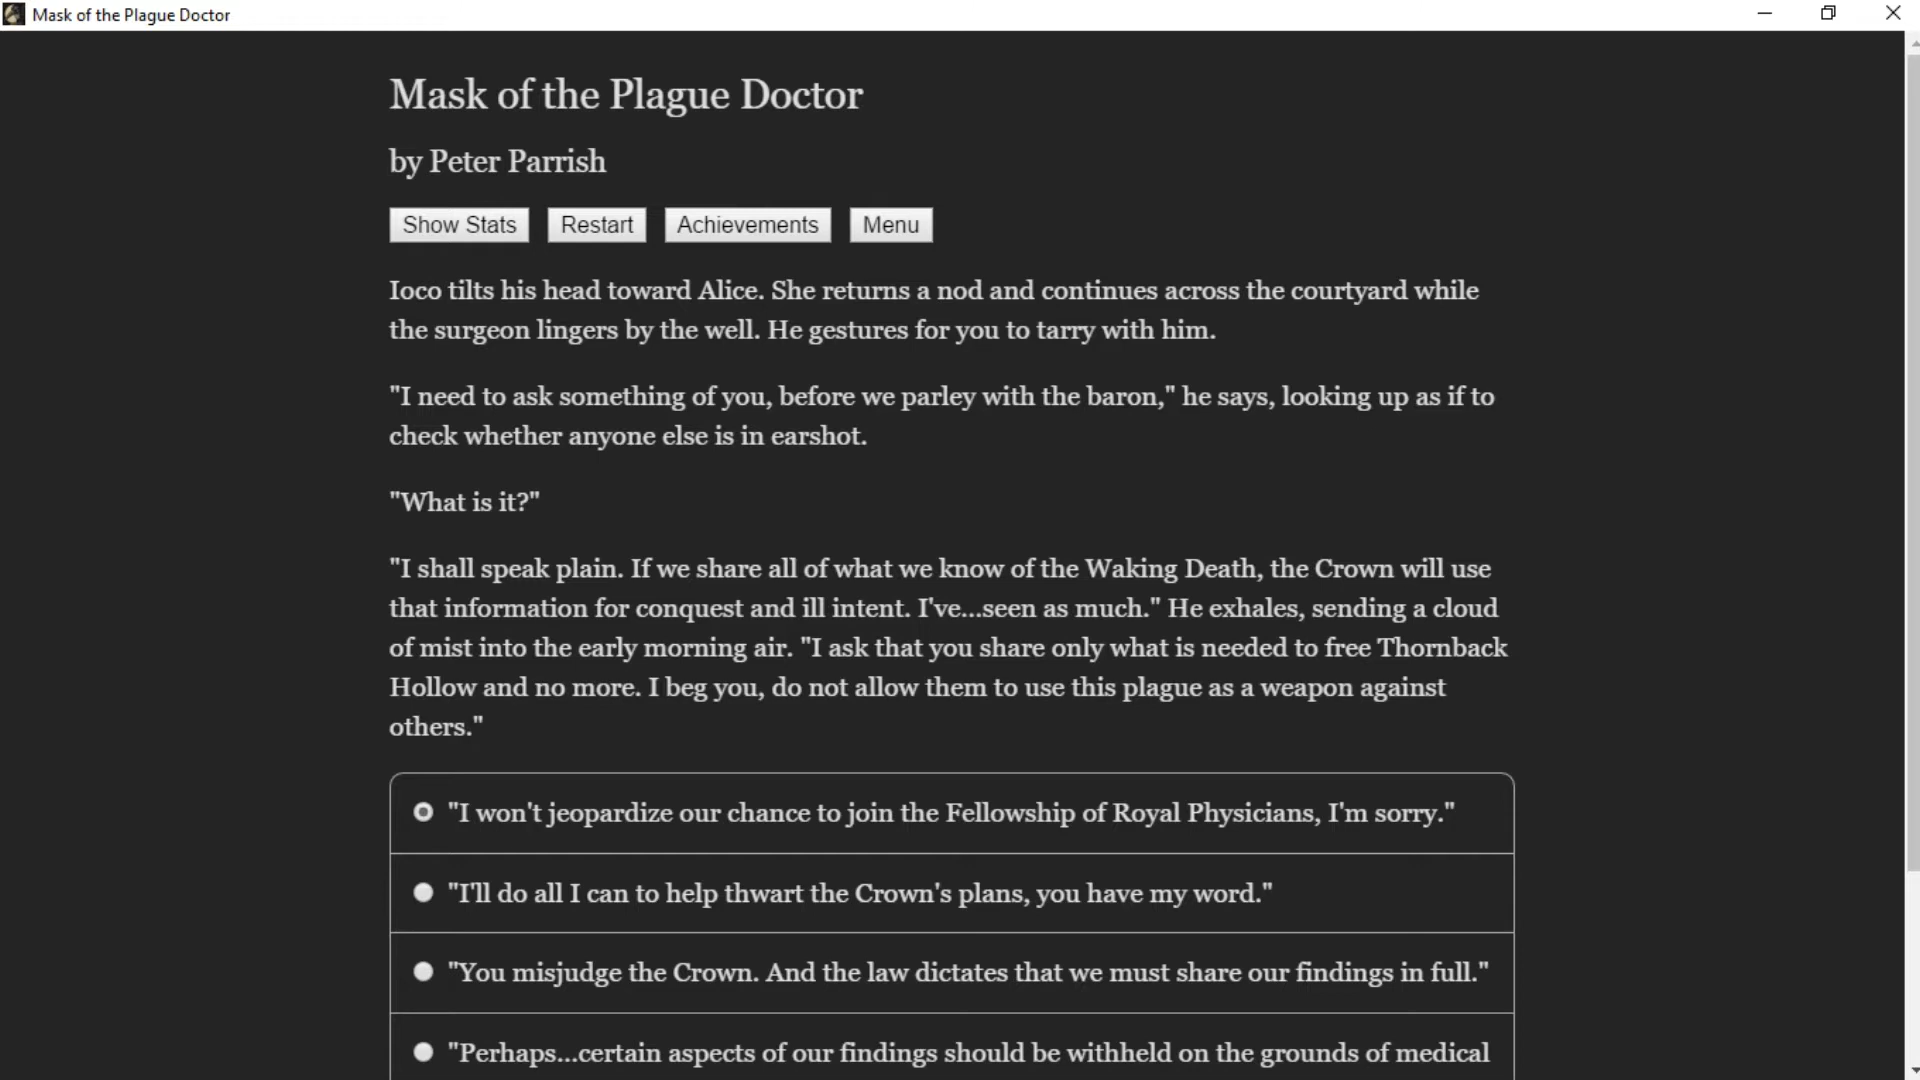 Mask of the Plague Doctor
Mask of the Plague Doctor
by Peter Parrish
Show Stats Restart Achievements Menu
Ioco tilts his head toward Alice. She returns a nod and continues across the courtyard while
the surgeon lingers by the well. He gestures for you to tarry with him.
"I need to ask something of you, before we parley with the baron," he says, looking up as if to
check whether anyone else is in earshot.
"What is it?"
"I shall speak plain. If we share all of what we know of the Waking Death, the Crown will use
that information for conquest and ill intent. I've...seen as much." He exhales, sending a cloud
of mist into the early morning air. "I ask that you share only what is needed to free Thornback
Hollow and no more. I beg you, do not allow them to use this plague as a weapon against
others."
"I won't jeopardize our chance to join the Fellowship of Royal Physicians, I'm sorry."
"I'll do all I can to help thwart the Crown's plans, you have my word."
"You misjudge the Crown. And the law dictates that we must share our findings in full."
"Perhaps...certain aspects of our findings should be withheld on the grounds of medical